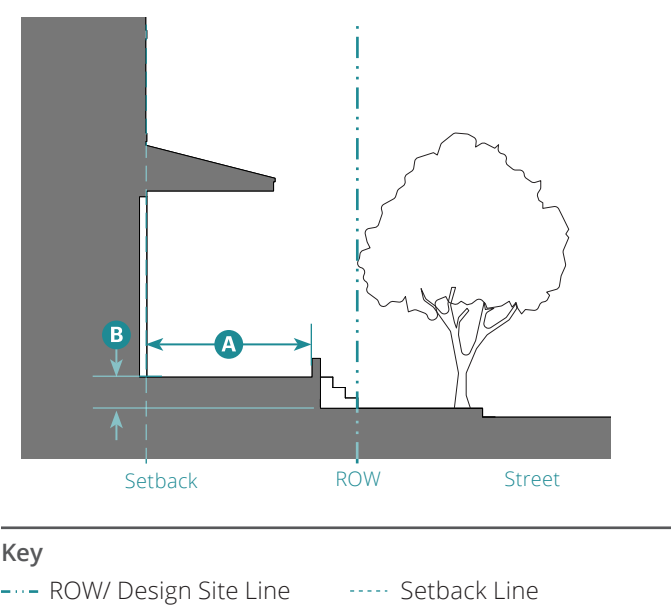 B
A
Setback
ROW
Street
Key
ROW/ Design Site Line
Setback Line